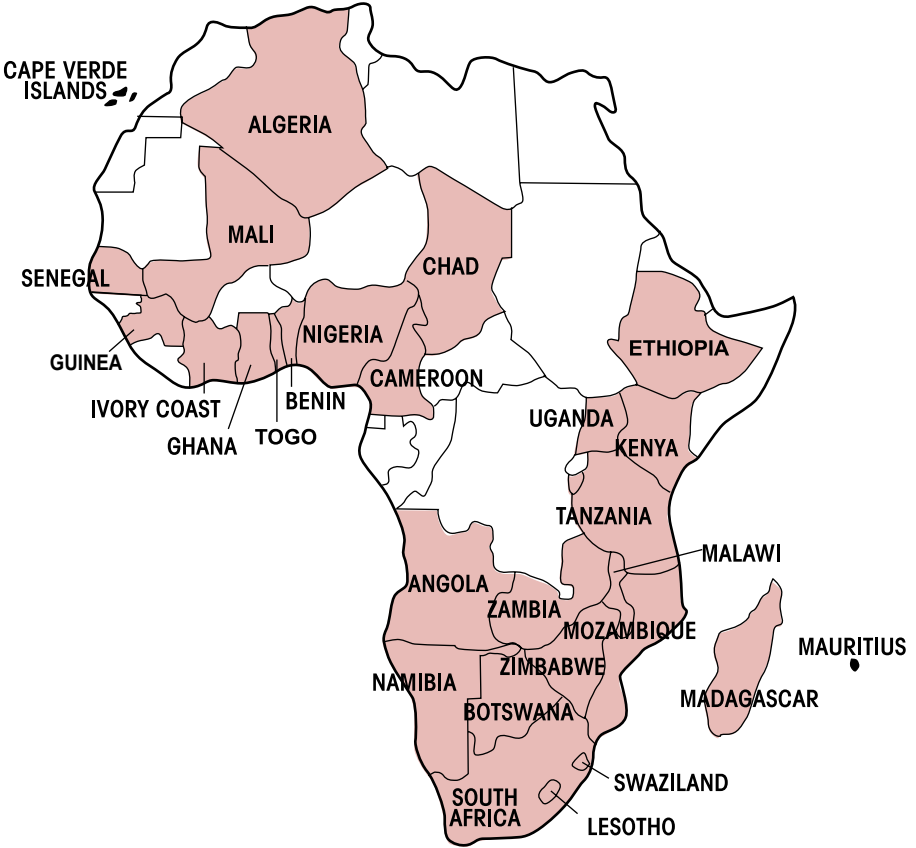 CAPE VERDE
ISLANDS
ALGERIA
MALI
SENEGAL
CHAD
NIGERIA
GUINEA
ETHIOPIA
CAMEROON
IVORY COAST
BENIN
GHANA
TOGO
UGANDA
KENYA
TANZANIA
MALAWI
ANGOLA
ZAMBIA
MOZAMBIQUE
MAURITIUS
ZIMBABWE
NAMIBIA
MADAGASCAR
BOTSWANA
SWAZILAND
SOUTH
AFRICA
LESOTHO